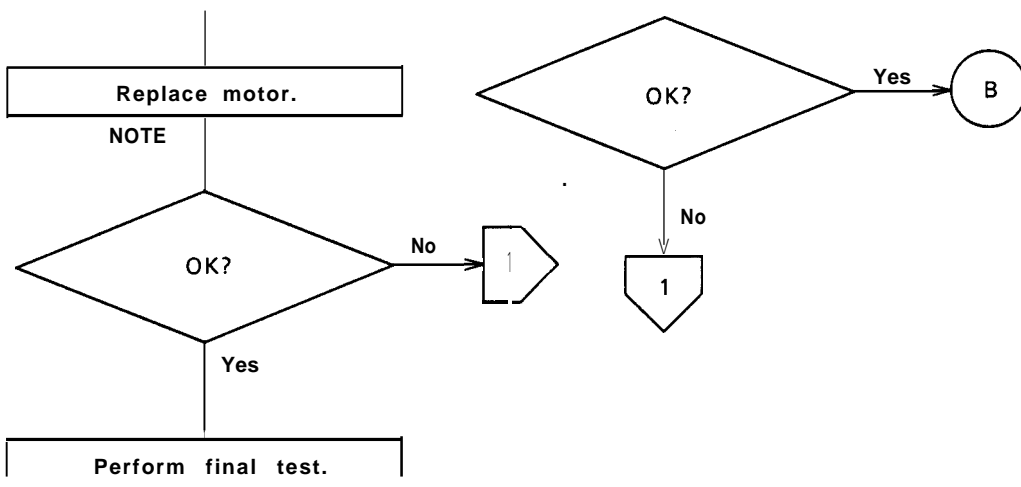 Replace motor.
NOTE
OK?
No
1
Yes
Perform final test.
OK?
Yes
B
No
1